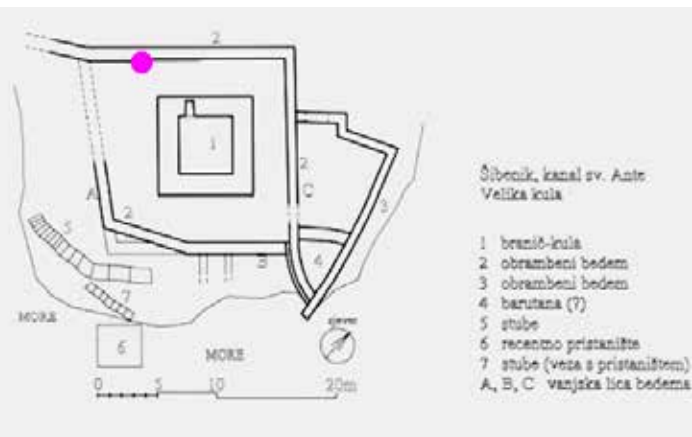 2
1
2
C
3
A
2
5
B
4
7
MORE
sjever
6
MORE
0 5 10 20m
Šibenik, kanal sv. Ante
Velika kula
1 branič-kula
2 obrambeni bedem
3 obrambeni bedem
4 barutana (?)
5 stube
6 recentno pristanište
7 stube (veza s pristaništem)
A, B, C vanjska lica bedema